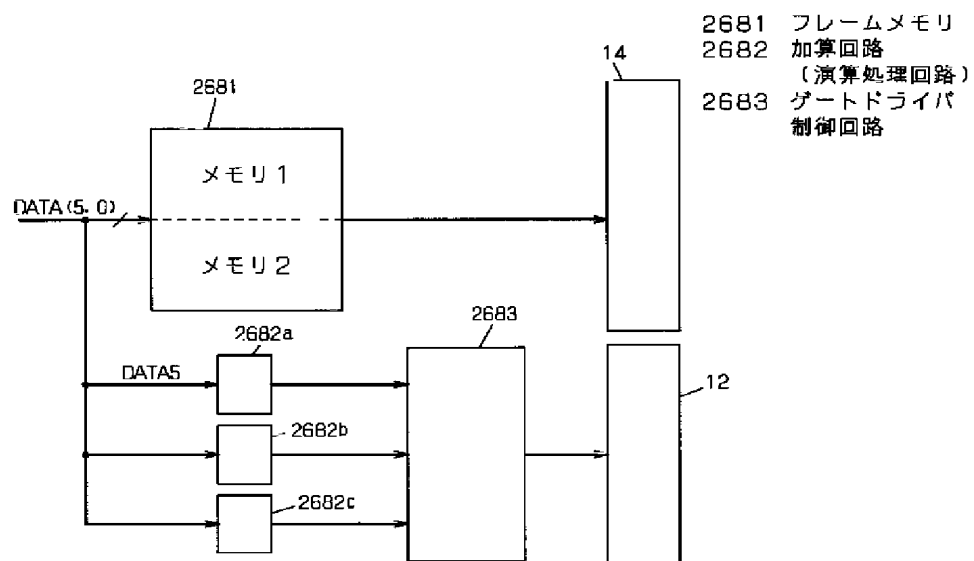 2681 フレームメモリ
2682 加算回路
(演算処理回路)
2683 ゲートドライバ
制御回路
14
2681
メモリ1
DATA(5. 0)
メモリ2
2683
2682a
DATA5
12
2682b
2682c